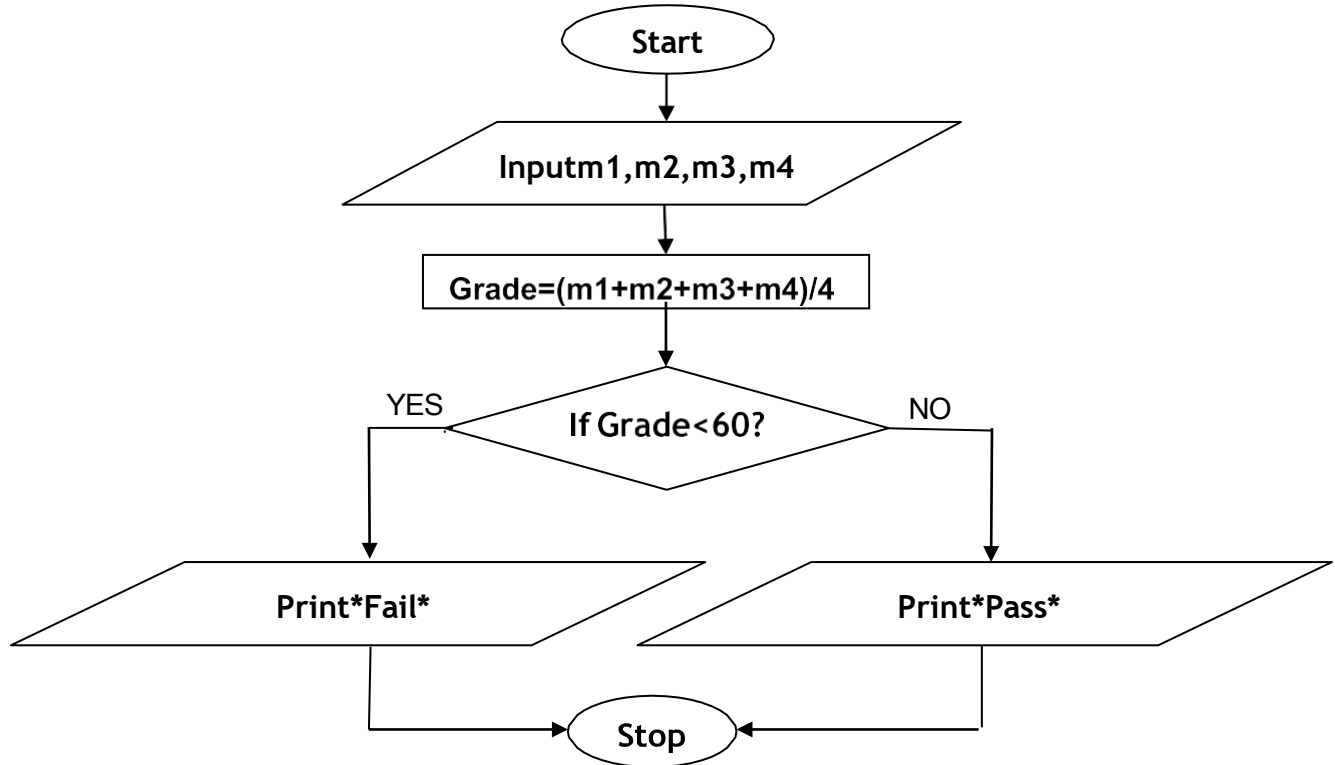 Start
Inputm1,m2,m3,m4
Grade=(m1+m2+m3+m4)/4
If Grade<60?
YES
NO
Print*Fail*
Print*Pass*
Stop